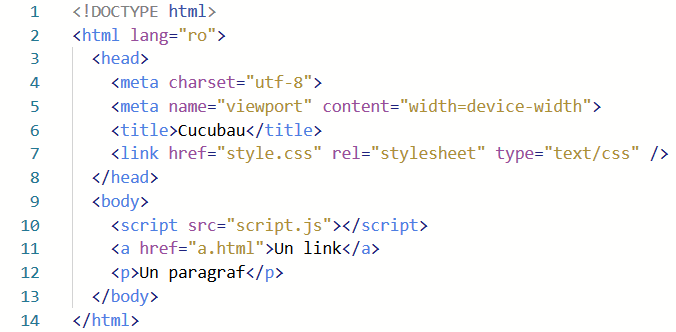 1 <!DOCTYPE html>
2 <html lang="ro">
3   <head>
4     <meta charset="utf-8">
5     <meta name="viewport" content="width=device-width">
6     <title>Cucubau</title>
7     <link href="style.css" rel="stylesheet" type="text/css" />
8   </head>
9   <body>
10     <script src="script.js"></script>
11     <a href="a.html">Un link</a>
12     <p>Un paragraf</p>
13   </body>
14 </html>